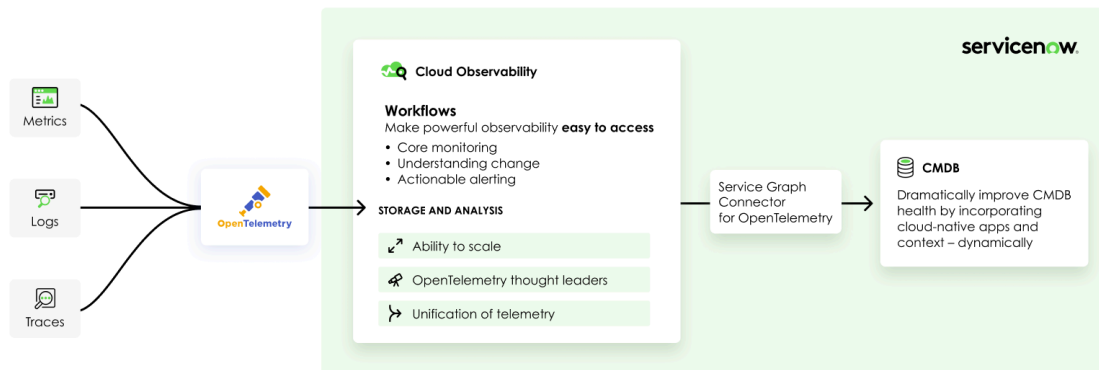 servicenow.
Metrics
Logs
Traces
OpenTelemetry
Cloud Observability
Workflows
Make powerful observability easy to access
• Core monitoring
• Understanding change
• Actionable alerting
STORAGE AND ANALYSIS
Ability to scale
OpenTelemetry thought leaders
Unification of telemetry
Service Graph
Connector
for OpenTelemetry
CMDB
Dramatically improve CMDB
health by incorporating
cloud-native apps and
context – dynamically